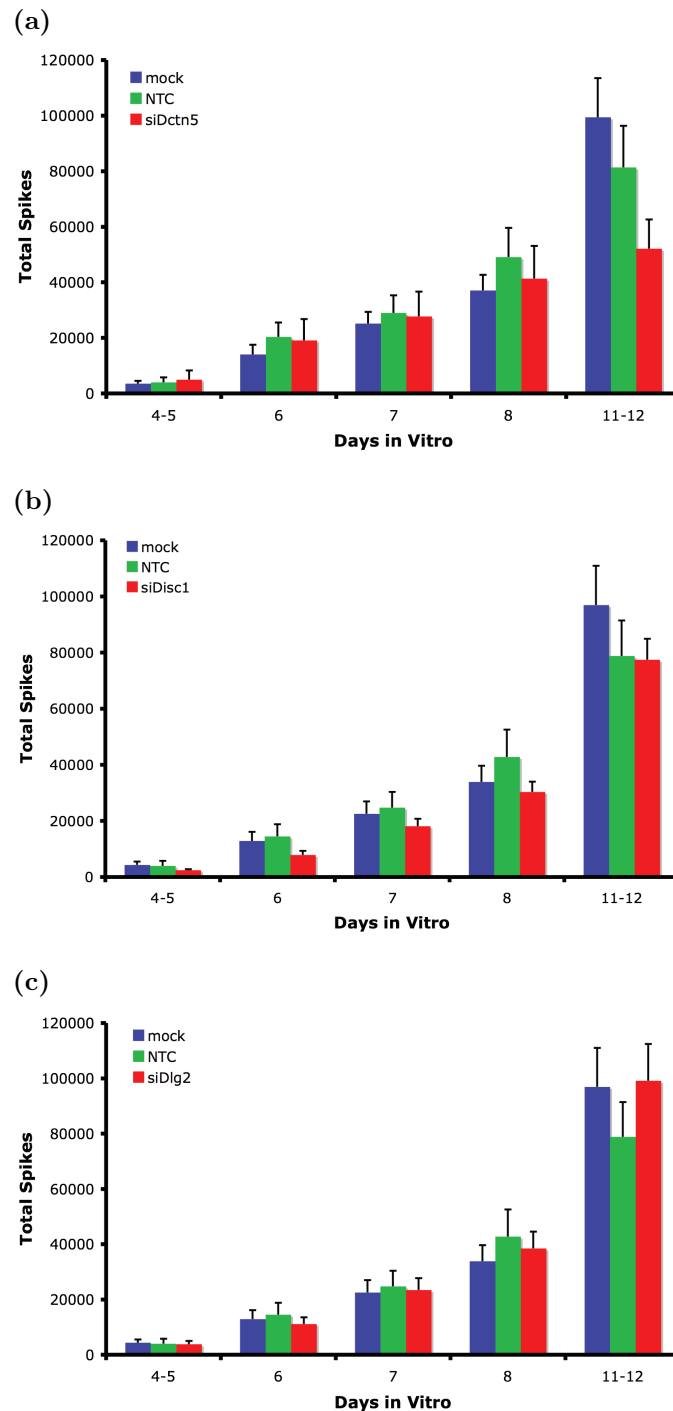 (a)
120000
mock
NTC
100000
siDctn5
80000
Total Spikes
60000
40000
20000
0
4-5 6 7 8 11-12
Days in Vitro
(b)
120000
mock
NTC
100000
siDisc1
80000
Total Spikes
60000
40000
20000
0
4-5 6 7 8 11-12
Days in Vitro
(c)
120000
mock
NTC
100000
siDlg2
80000
Total Spikes
60000
40000
20000
0
4-5 6 7 8 11-12
Days in Vitro